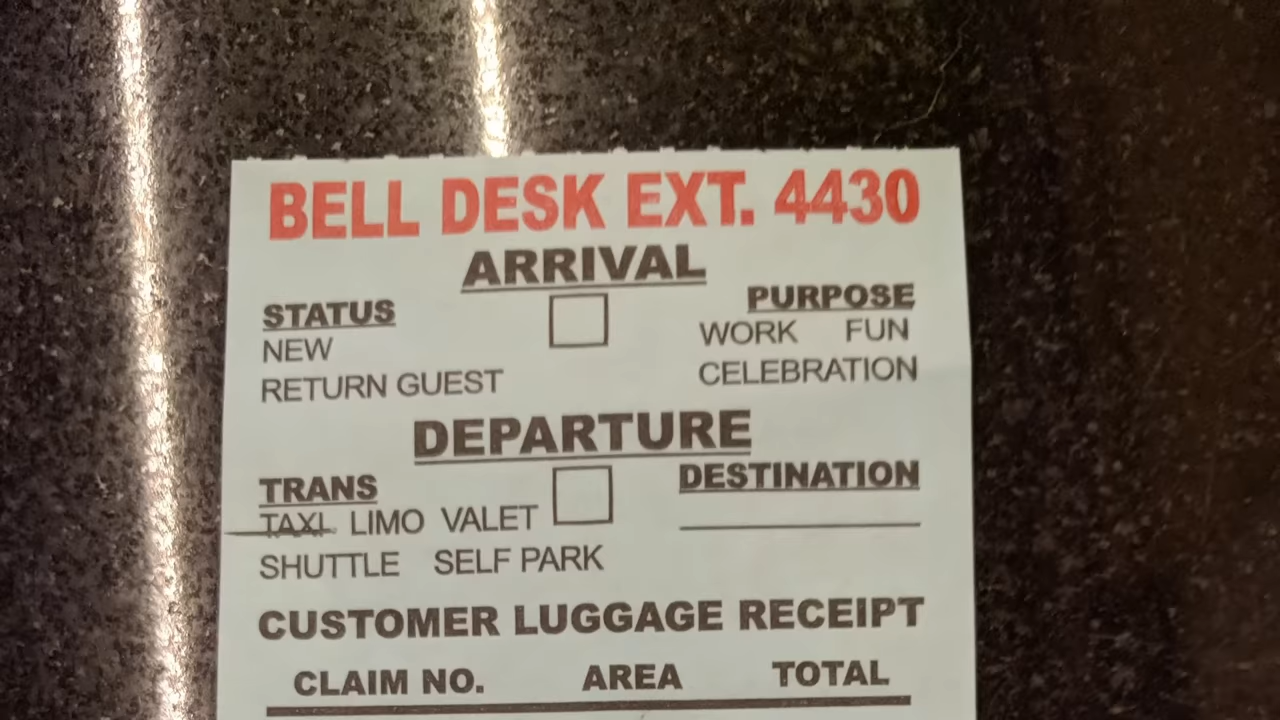 BELL DESK EXT. 4430
ARRIVAL
STATUS PURPOSE
NEW WORK FUN
RETURN GUEST CELEBRATION
DEPARTURE
TRANS DESTINATION
TAXI LIMO VALET
SHUTTLE SELF PARK
CUSTOMER LUGGAGE RECEIPT
CLAIM NO. AREA TOTAL